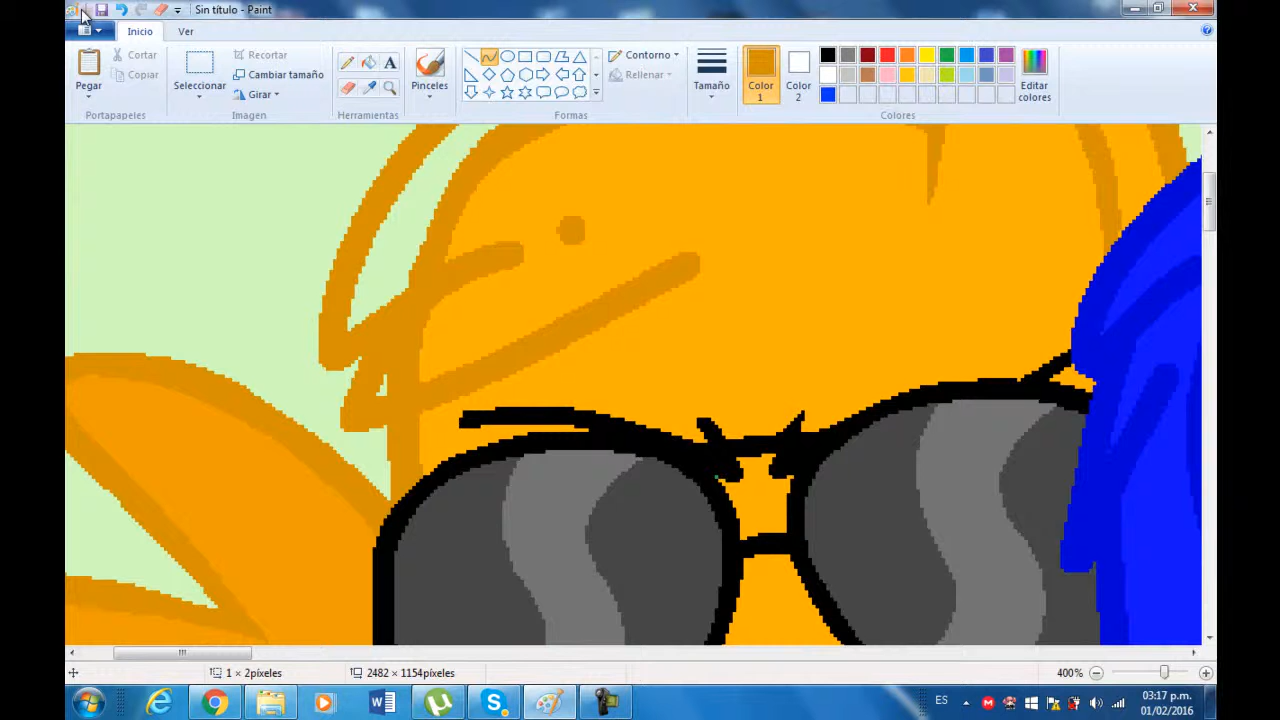 Sin título - Paint
Inicio Ver
Pegar
Cortar
Copiar
Portapapeles
Seleccionar
Recortar
Cambiar tamaño
Girar
Imagen
A
Herramientas
Pinceles
Contorno
Rellenar
Formas
Tamaño
Color 1
Color 2
Editar colores
Colores
1 × 2píxeles
2482 × 1154píxeles
400%
ES
03:17 p.m.
01/02/2016